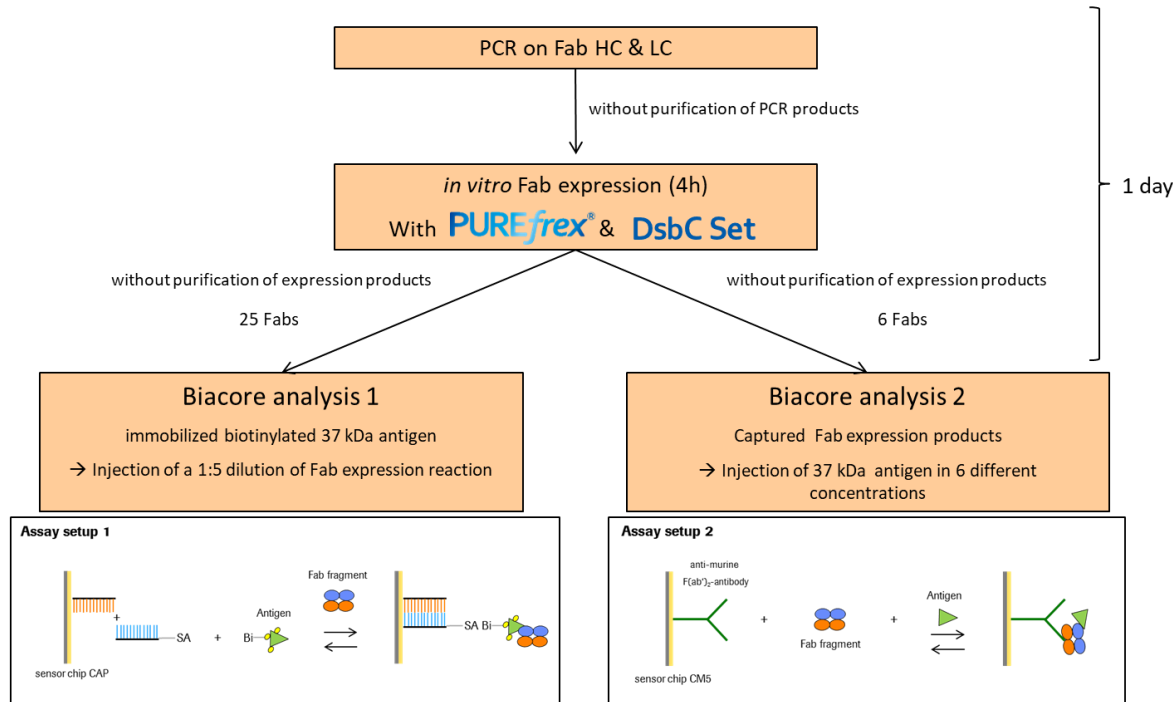 PCR on Fab HC & LC
without purification of PCR products
in vitro Fab expression (4h)
With PUREfrex® & DsbC Set
1 day
without purification of expression products
25 Fabs
without purification of expression products
6 Fabs
Biacore analysis 1
immobilized biotinylated 37 kDa antigen
→ Injection of a 1:5 dilution of Fab expression reaction
Biacore analysis 2
Captured Fab expression products
→ Injection of 37 kDa antigen in 6 different
concentrations
Assay setup 1
Fab fragment
Antigen
+
SA
+
Bi
SA Bi
sensor chip CAP
Assay setup 2
anti-murine
F(ab')₂-antibody
Antigen
+
+
Fab fragment
sensor chip CM5